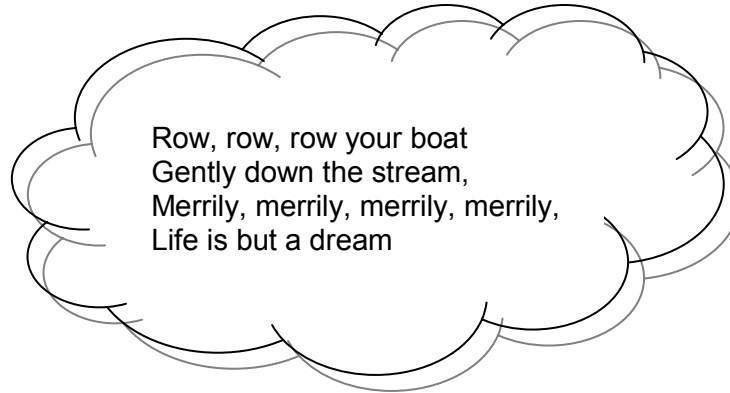 Row, row, row your boat
Gently down the stream,
Merrily, merrily, merrily, merrily,
Life is but a dream